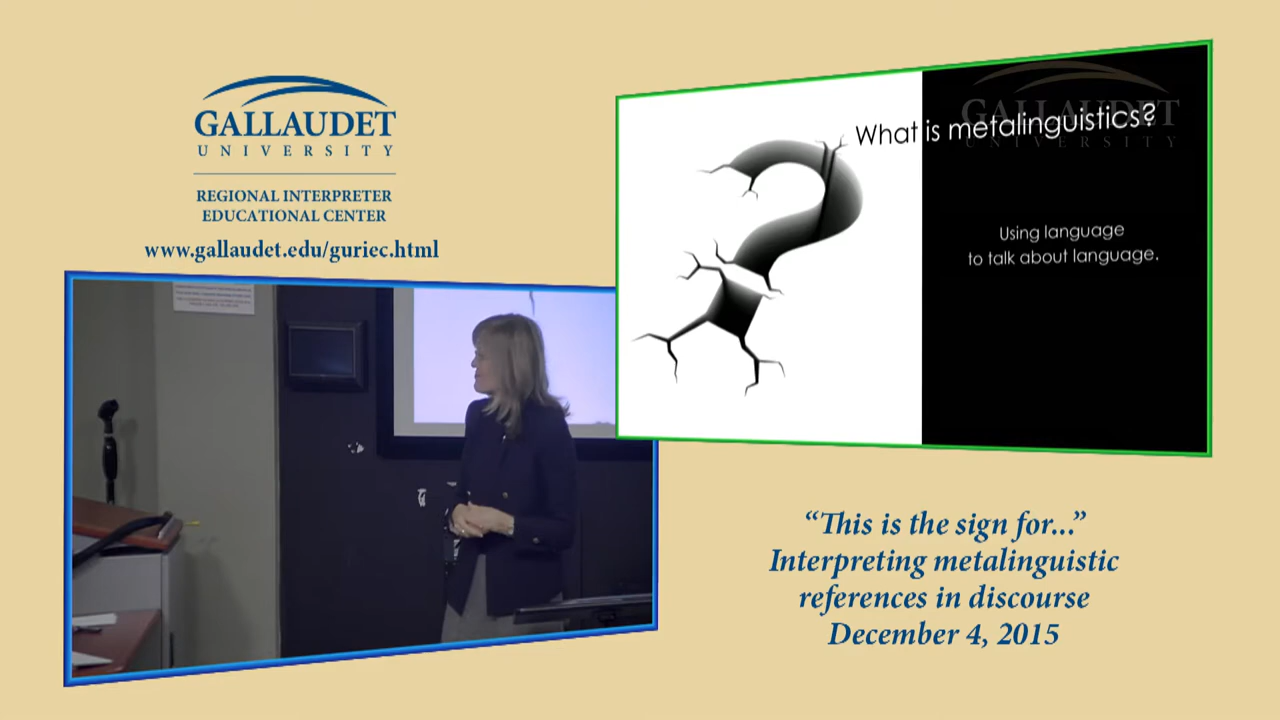 GALLAUDET
UNIVERSITY
REGIONAL INTERPRETER
EDUCATIONAL CENTER
www.gallaudet.edu/guriec.html
GALLAUDET
UNIVERSITY
What is metalinguistics?
Using language
to talk about language.
“This is the sign for...”
Interpreting metalinguistic
references in discourse
December 4, 2015